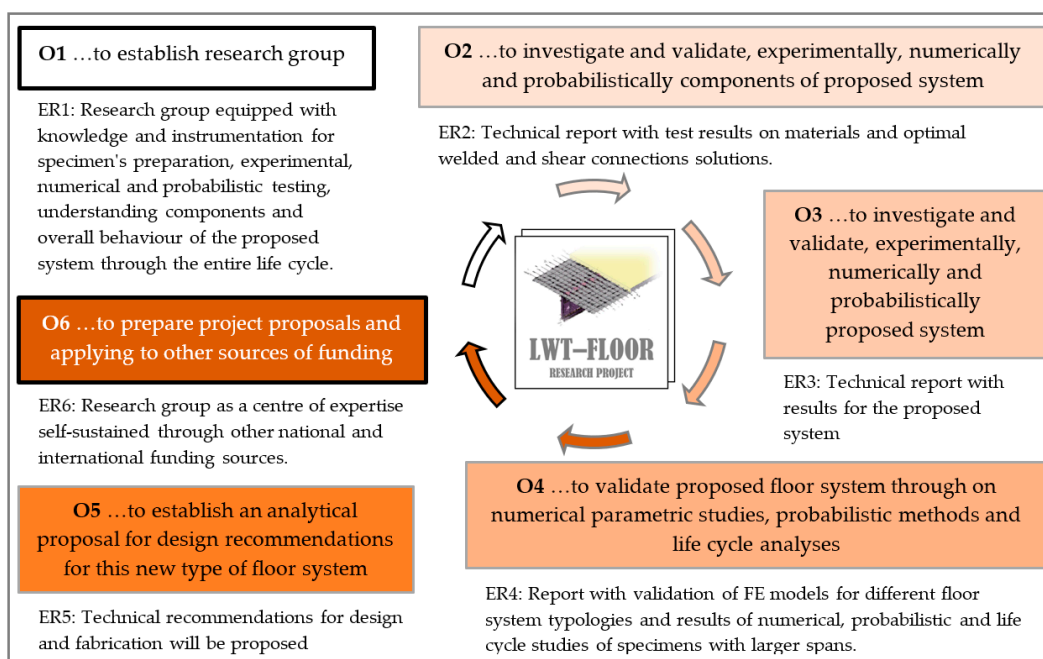 O1 …to establish research group
ER1: Research group equipped with
knowledge and instrumentation for
specimen's preparation, experimental,
numerical and probabilistic testing,
understanding components and
overall behaviour of the proposed
system through the entire life cycle.
O2 …to investigate and validate, experimentally, numerically
and probabilistically components of proposed system
ER2: Technical report with test results on materials and optimal
welded and shear connections solutions.
O3 …to investigate and
validate, experimentally,
numerically and
probabilistically
proposed system
ER3: Technical report with
results for the proposed
system
LWT–FLOOR
RESEARCH PROJECT
O6 …to prepare project proposals and
applying to other sources of funding
ER6: Research group as a centre of expertise
self-sustained through other national and
international funding sources.
O5 …to establish an analytical
proposal for design recommendations
for this new type of floor system
ER5: Technical recommendations for design
and fabrication will be proposed
O4 …to validate proposed floor system through on
numerical parametric studies, probabilistic methods and
life cycle analyses
ER4: Report with validation of FE models for different floor
system typologies and results of numerical, probabilistic and life
cycle studies of specimens with larger spans.